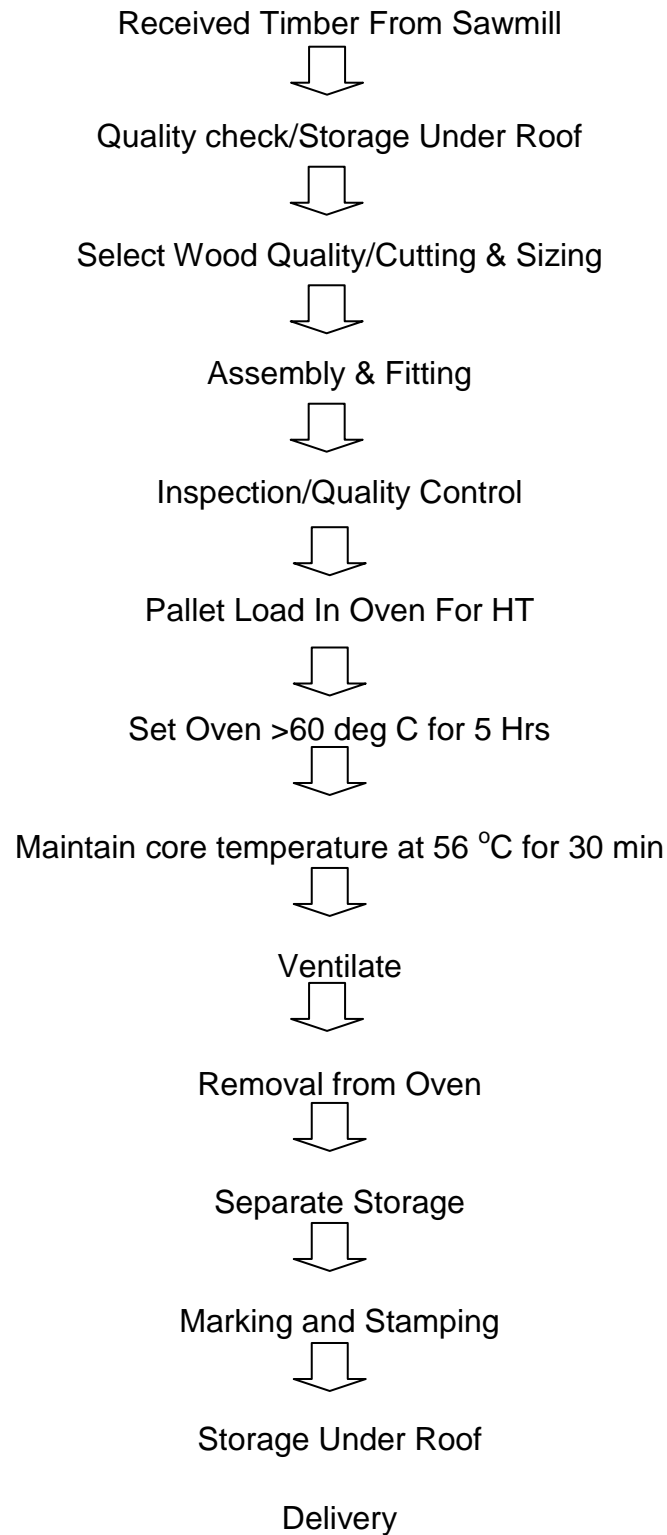 Received Timber From Sawmill
Quality check/Storage Under Roof
Select Wood Quality/Cutting & Sizing
Assembly & Fitting
Inspection/Quality Control
Pallet Load In Oven For HT
Set Oven >60 deg C for 5 Hrs
Maintain core temperature at 56 °C for 30 min
Ventilate
Removal from Oven
Separate Storage
Marking and Stamping
Storage Under Roof
Delivery